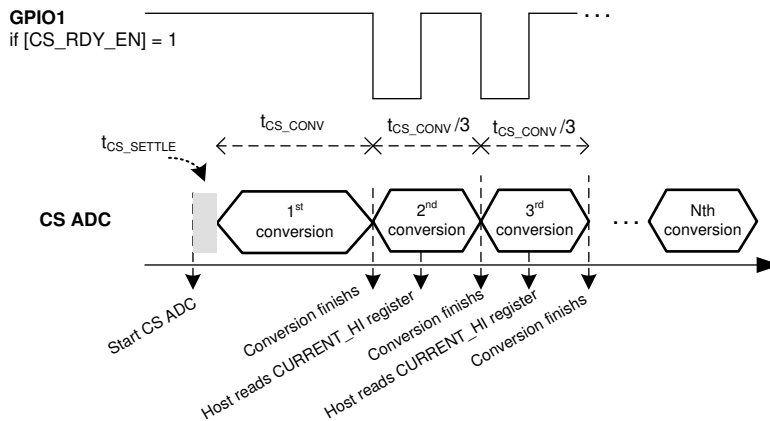 GPIO1
if [CS_RDY_EN] = 1
. . .
tCS_CONV
tCS_CONV /3
tCS_CONV /3
tCS_SETTLE
CS ADC
1st
conversion
2nd
conversion
3rd
conversion
. . .
Nth
conversion
Start CS ADC
Conversion finishs
Host reads CURRENT_HI register
Conversion finishs
Host reads CURRENT_HI register
Conversion finishs